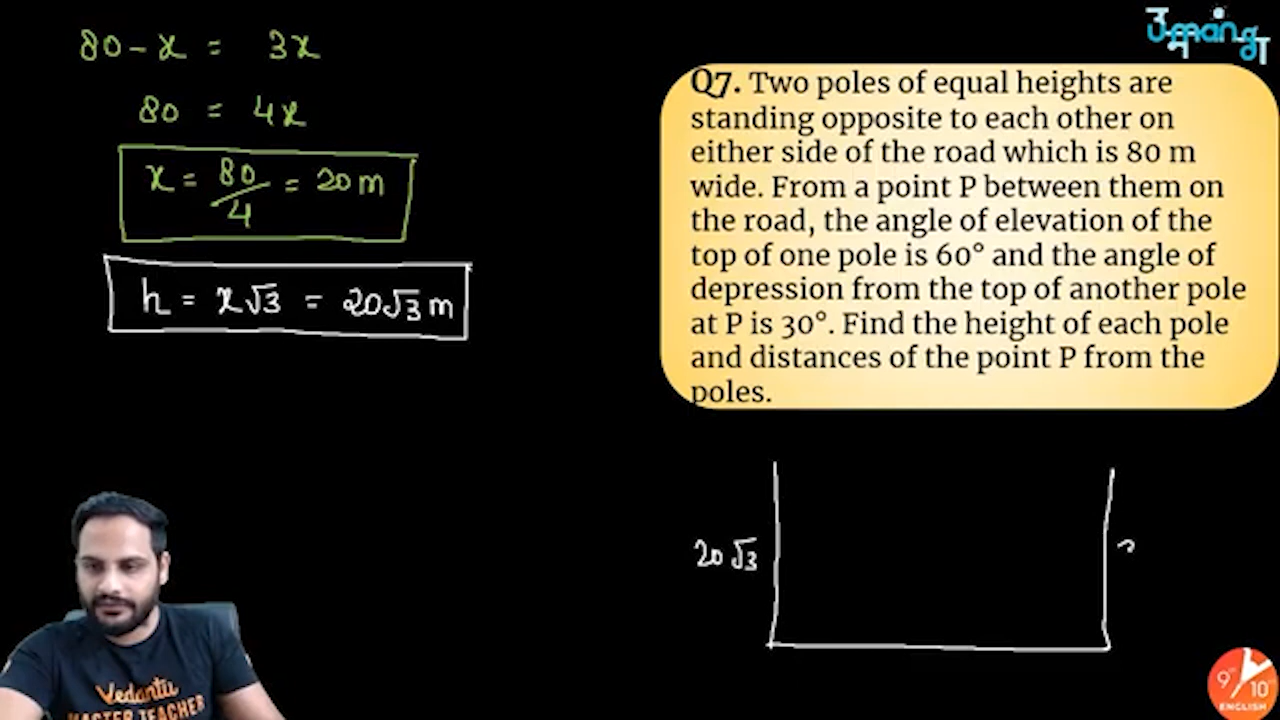 80 - x = 3x
80 = 4x
x = 80/4 = 20 m
h = x√3 = 20√3 m
उमंग
Q7. Two poles of equal heights are
standing opposite to each other on
either side of the road which is 80 m
wide. From a point P between them on
the road, the angle of elevation of the
top of one pole is 60° and the angle of
depression from the top of another pole
at P is 30°. Find the height of each pole
and distances of the point P from the
poles.
20√3
Vedantu
MASTER TEACHER
9th 10th
ENGLISH